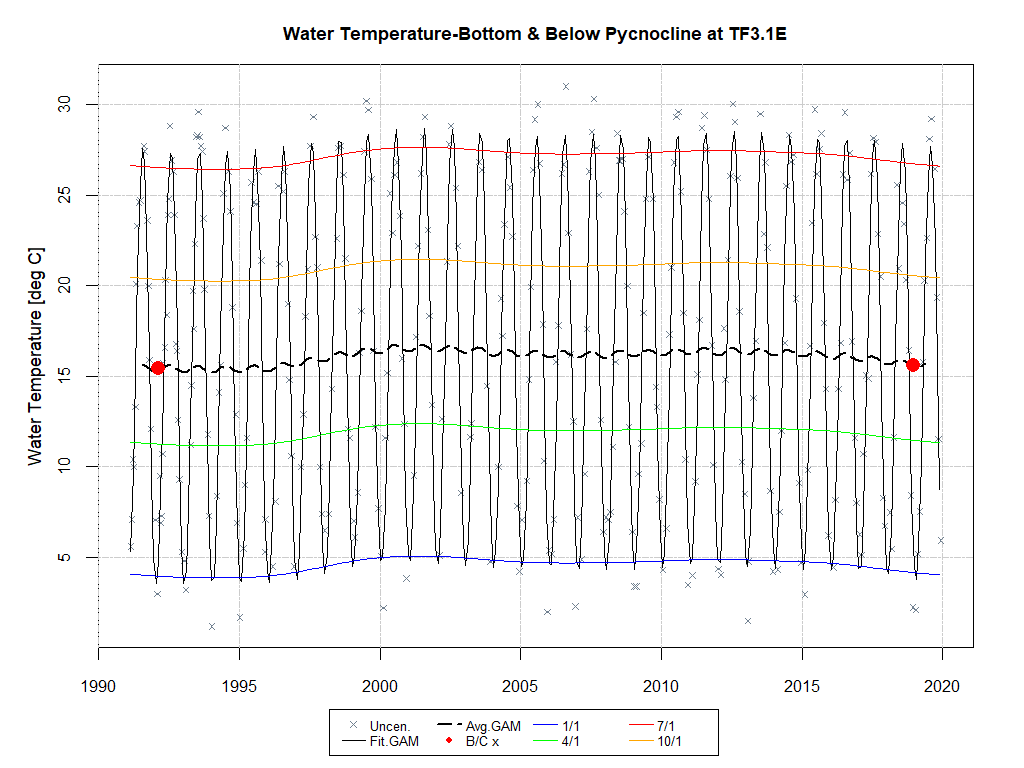 Water Temperature-Bottom & Below Pycnocline at TF3.1E
Water Temperature [deg C]
30
25
20
15
10
5
1990 1995 2000 2005 2010 2015 2020
Uncen. Avg.GAM 1/1 7/1
Fit.GAM B/C x 4/1 10/1